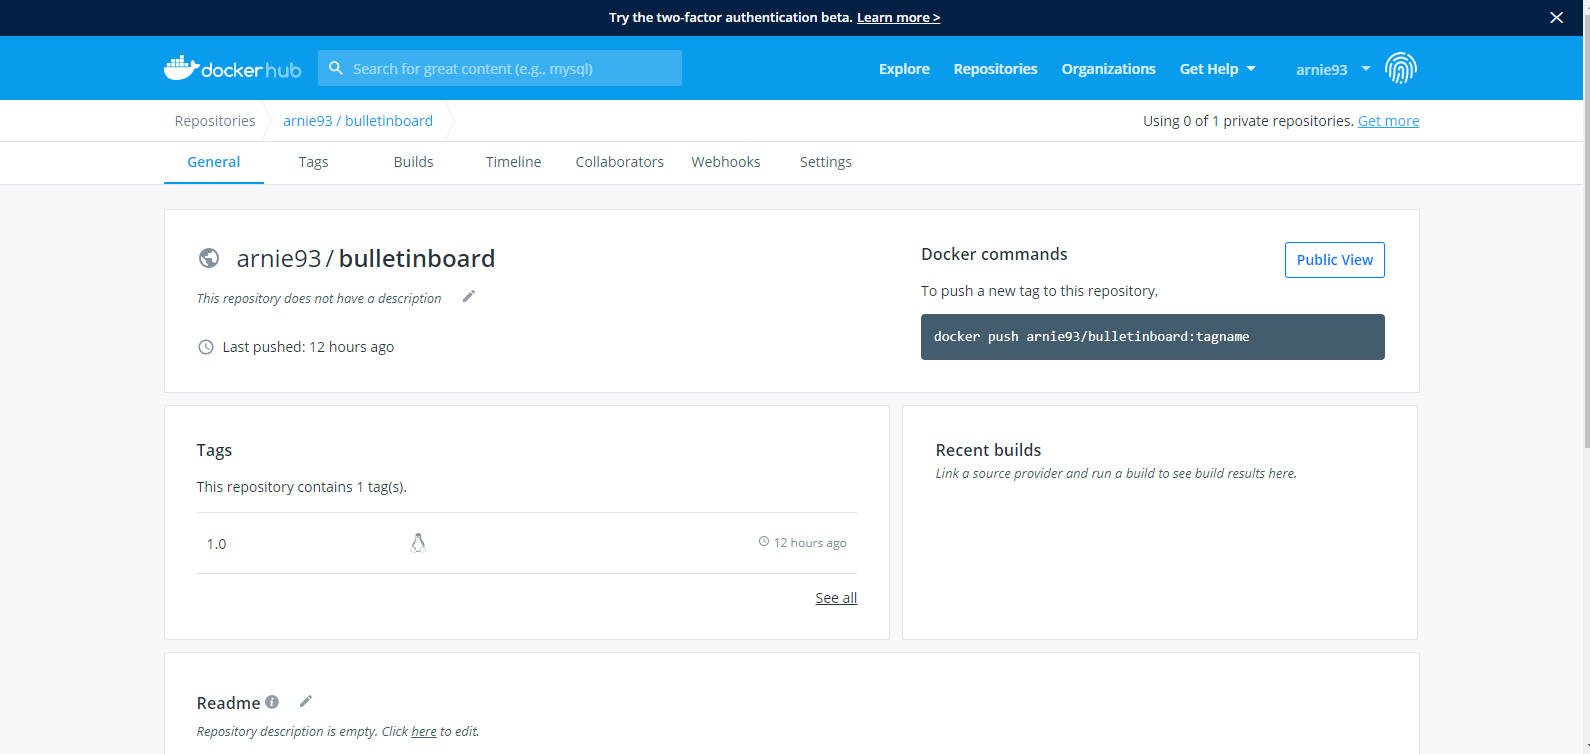 Try the two-factor authentication beta. Learn more >
docker hub
Search for great content (e.g., mysql)
Explore
Repositories
Organizations
Get Help
arnie93
Repositories
arnie93 / bulletinboard
Using 0 of 1 private repositories. Get more
General
Tags
Builds
Timeline
Collaborators
Webhooks
Settings
arnie93 / bulletinboard
This repository does not have a description
Last pushed: 12 hours ago
Docker commands
Public View
To push a new tag to this repository,
docker push arnie93/bulletinboard:tagname
Tags
This repository contains 1 tag(s).
1.0
12 hours ago
See all
Recent builds
Link a source provider and run a build to see build results here.
Readme
Repository description is empty. Click here to edit.